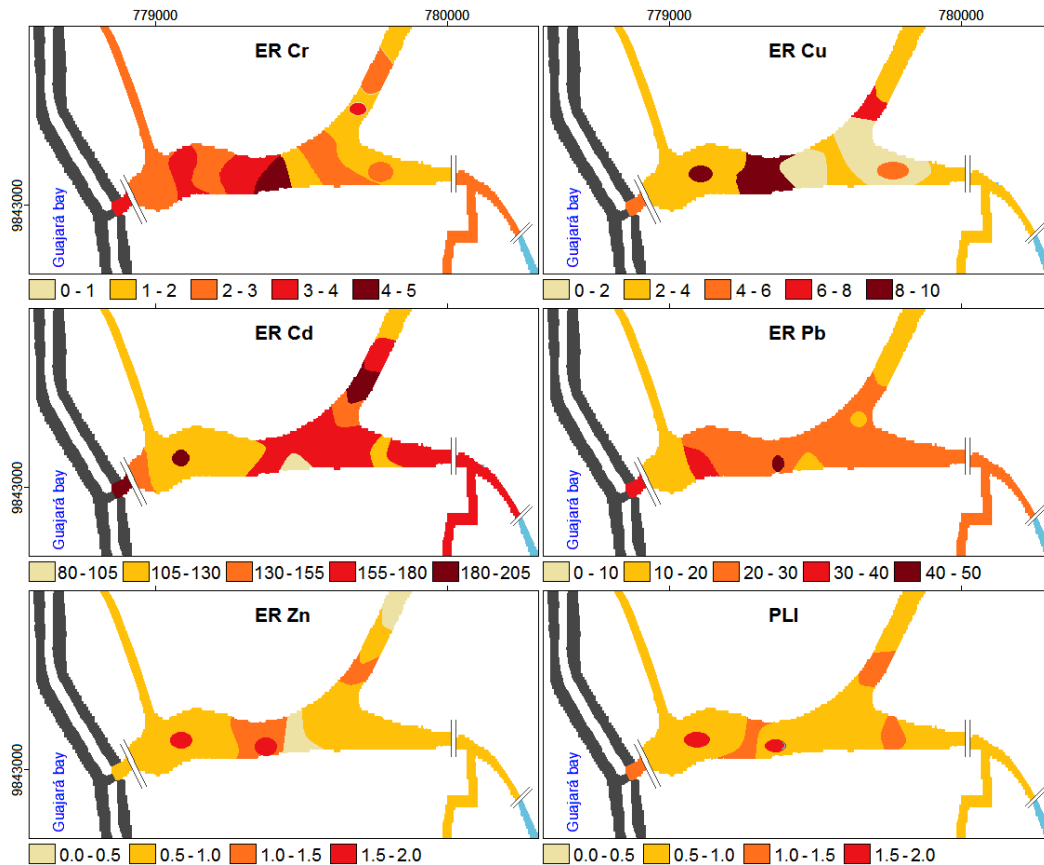 779000 780000 779000 780000
ER Cr ER Cu
Guajará bay Guajará bay
9843000
0 - 1 1 - 2 2 - 3 3 - 4 4 - 5 0 - 2 2 - 4 4 - 6 6 - 8 8 - 10
ER Cd ER Pb
Guajará bay Guajará bay
9843000
80 - 105 105 - 130 130 - 155 155 - 180 180 - 205 0 - 10 10 - 20 20 - 30 30 - 40 40 - 50
ER Zn PLI
Guajará bay Guajará bay
9843000
0.0 - 0.5 0.5 - 1.0 1.0 - 1.5 1.5 - 2.0 0.0 - 0.5 0.5 - 1.0 1.0 - 1.5 1.5 - 2.0